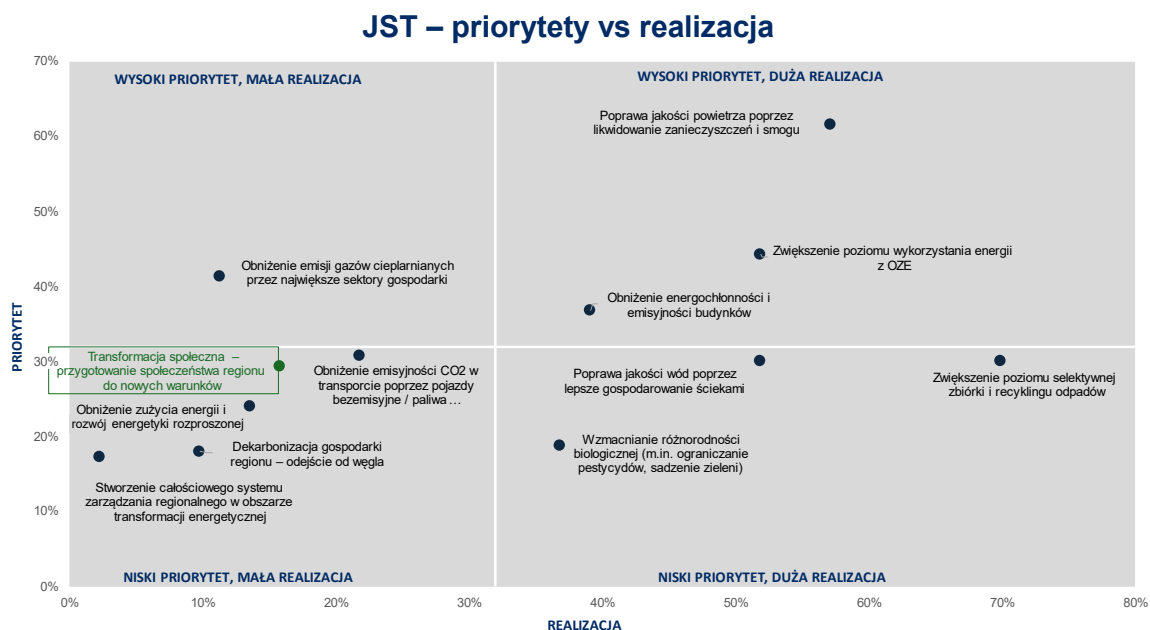 JST – priorytety vs realizacja
70%
WYSOKI PRIORYTET, MAŁA REALIZACJA
WYSOKI PRIORYTET, DUŻA REALIZACJA
Poprawa jakości powietrza poprzez
likwidowanie zanieczyszczeń i smogu
60%
50%
Zwiększenie poziomu wykorzystania energii
z OZE
Obniżenie emisji gazów cieplarnianych
przez największe sektory gospodarki
40%
Obniżenie energochłonności i
emisyjności budynków
PRIORYTET
30%
Transformacja społeczna –
przygotowanie społeczeństwa regionu
do nowych warunków
Obniżenie emisyjności CO2 w
transporcie poprzez pojazdy
bezemisyjne / paliwa …
Poprawa jakości wód poprzez
lepsze gospodarowanie ściekami
Zwiększenie poziomu selektywnej
zbiórki i recyklingu odpadów
Obniżenie zużycia energii i
rozwój energetyki rozproszonej
20%
Dekarbonizacja gospodarki
regionu – odejście od węgla
Wzmacnianie różnorodności
biologicznej (m.in. ograniczanie
pestycydów, sadzenie zieleni)
Stworzenie całościowego systemu
zarządzania regionalnego w obszarze
transformacji energetycznej
10%
NISKI PRIORYTET, MAŁA REALIZACJA
NISKI PRIORYTET, DUŻA REALIZACJA
0%
0% 10% 20% 30% 40% 50% 60% 70% 80%
REALIZACJA